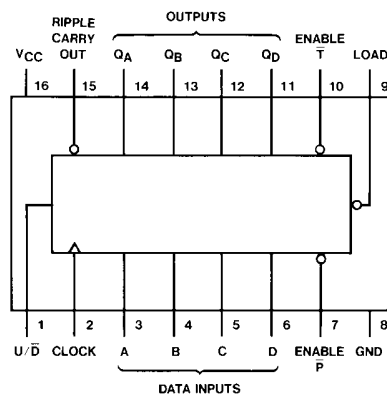 RIPPLE
CARRY
OUT
OUTPUTS
ENABLE
T̅
VCC
QA QB QC QD
LOAD
16 15 14 13 12 11 10 9
1 2 3 4 5 6 7 8
U/D̅ CLOCK A B C D ENABLE GND
P̅
DATA INPUTS